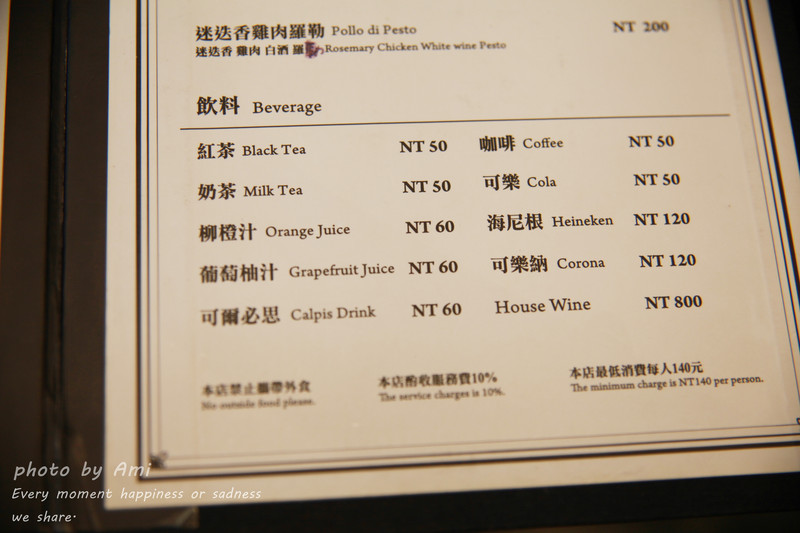 迷迭香雞肉羅勒 Pollo di Pesto NT 200
迷迭香 雞肉 白酒 羅 Rosemary Chicken White wine Pesto
飲料 Beverage
紅茶 Black Tea NT 50 咖啡 Coffee NT 50
奶茶 Milk Tea NT 50 可樂 Cola NT 50
柳橙汁 Orange Juice NT 60 海尼根 Heineken NT 120
葡萄柚汁 Grapefruit Juice NT 60 可樂納 Corona NT 120
可爾必思 Calpis Drink NT 60 House Wine NT 800
本店禁止攜帶外食 本店酌收服務費10% 本店最低消費每人140元
No outside food please. The service charges is 10%. The minimum charge is NT140 per person.
photo by Ami
Every moment happiness or sadness
we share.